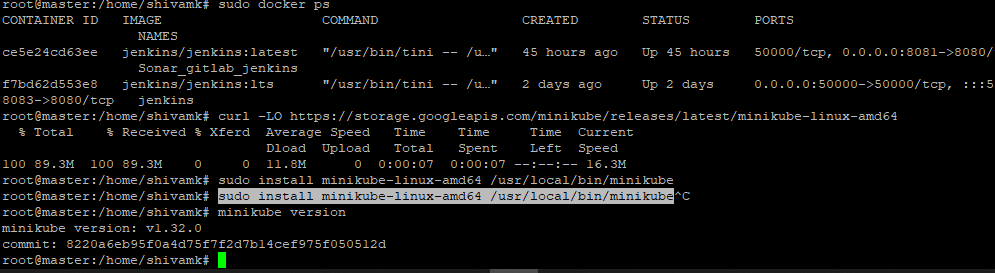 root@master:/home/shivamk# sudo docker ps
CONTAINER ID   IMAGE                 COMMAND                  CREATED        STATUS        PORTS
                 NAMES
ce5e24cd63ee   jenkins/jenkins:latest   "/usr/bin/tini -- /u…"   45 hours ago   Up 45 hours   50000/tcp, 0.0.0.0:8081->8080/
                 Sonar_gitlab_jenkins
f7bd62d553e8   jenkins/jenkins:lts      "/usr/bin/tini -- /u…"   2 days ago     Up 2 days     0.0.0.0:50000->50000/tcp, :::5
8083->8080/tcp   jenkins
root@master:/home/shivamk# curl -LO https://storage.googleapis.com/minikube/releases/latest/minikube-linux-amd64
  % Total    % Received % Xferd  Average Speed   Time    Time     Time  Current
                                 Dload  Upload   Total   Spent    Left  Speed
100 89.3M  100 89.3M    0     0  11.8M      0  0:00:07  0:00:07 --:--:-- 16.3M
root@master:/home/shivamk# sudo install minikube-linux-amd64 /usr/local/bin/minikube
root@master:/home/shivamk# sudo install minikube-linux-amd64 /usr/local/bin/minikube^C
root@master:/home/shivamk# minikube version
minikube version: v1.32.0
commit: 8220a6eb95f0a4d75f7f2d7b14cef975f050512d
root@master:/home/shivamk#